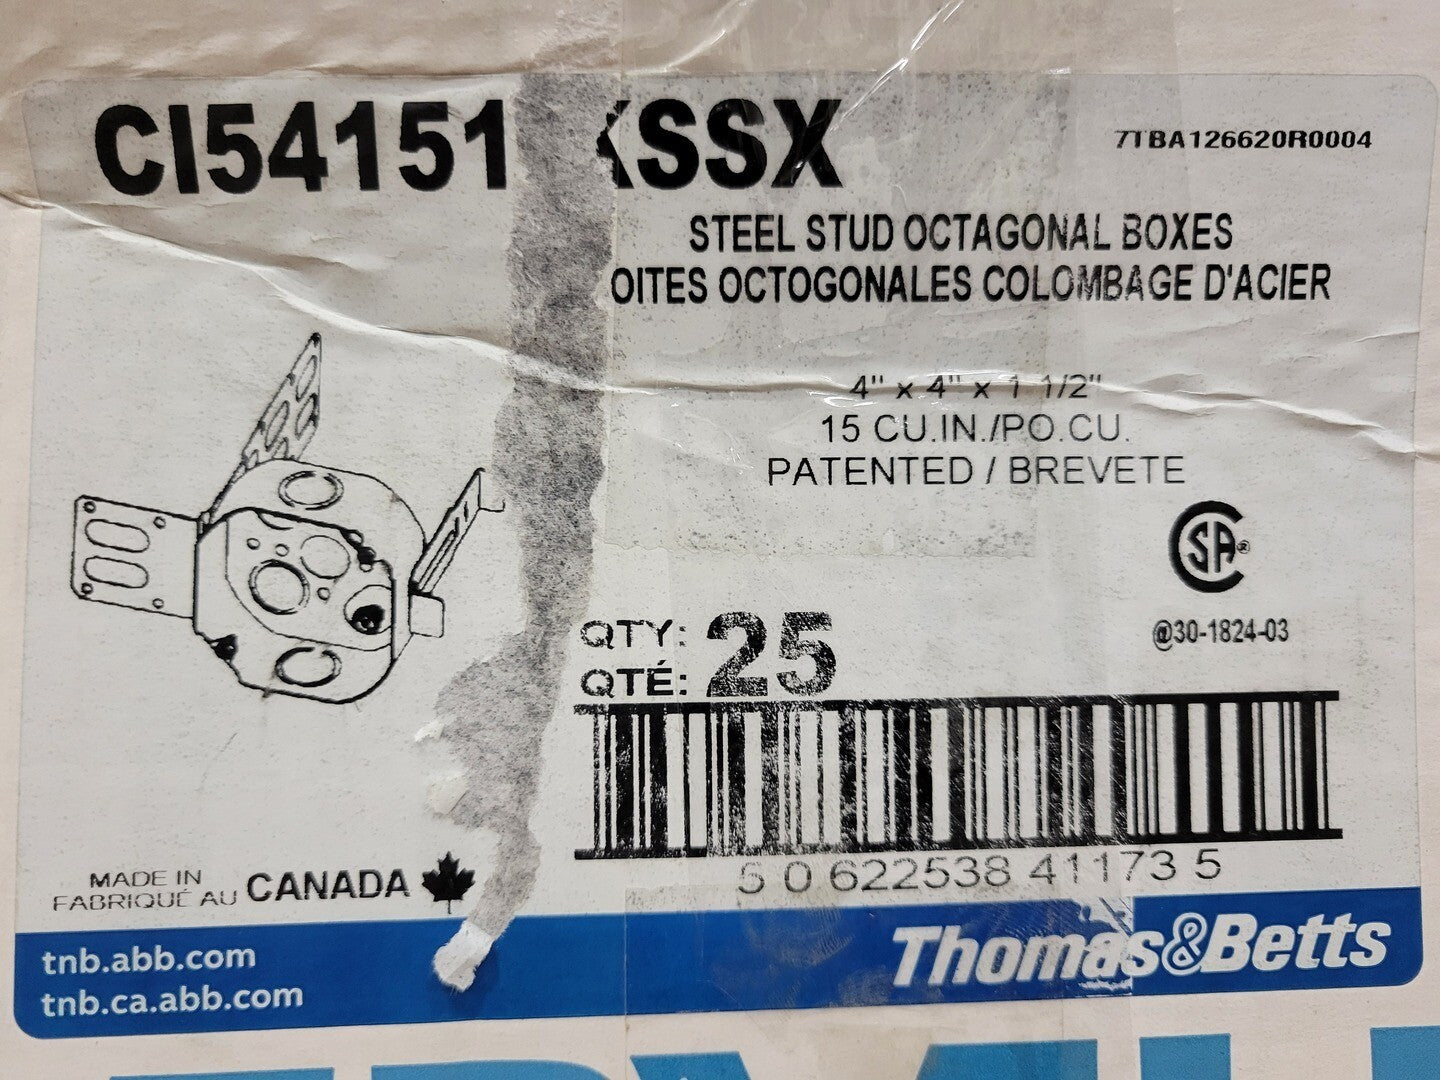 CI54151 SSX
7TBA126620R0004
STEEL STUD OCTAGONAL BOXES
OITES OCTOGONALES COLOMBAGE D'ACIER
4" x 4" x 1 1/2"
15 CU.IN./PO.CU.
PATENTED / BREVETE
CSA®
@30-1824-03
QTY: 25
QTÉ:
5 0 622538 41173 5
MADE IN
FABRIQUÉ AU CANADA
tnb.abb.com
tnb.ca.abb.com
Thomas&Betts